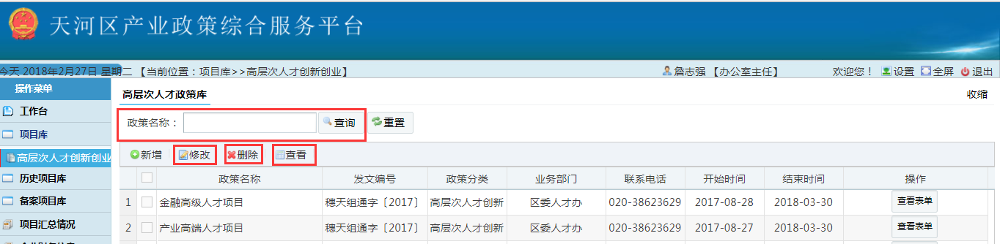 天河区产业政策综合服务平台
今天 2018年2月27日 星期二 【当前位置：项目库>>高层次人才创新创业】 詹志强 【办公室主任】 欢迎您！ 设置 全屏 退出
操作菜单
工作台
项目库
高层次人才创新创业
历史项目库
备案项目库
项目汇总情况
高层次人才政策库 收缩
政策名称： 查询 重置
新增 修改 删除 查看
政策名称 发文编号 政策分类 业务部门 联系电话 开始时间 结束时间 操作
1 金融高级人才项目 穗天组通字〔2017〕 高层次人才创新 区委人才办 020-38623629 2017-08-28 2018-03-30 查看表单
2 产业高端人才项目 穗天组通字〔2017〕 高层次人才创新 区委人才办 020-38623629 2017-08-27 2018-03-30 查看表单